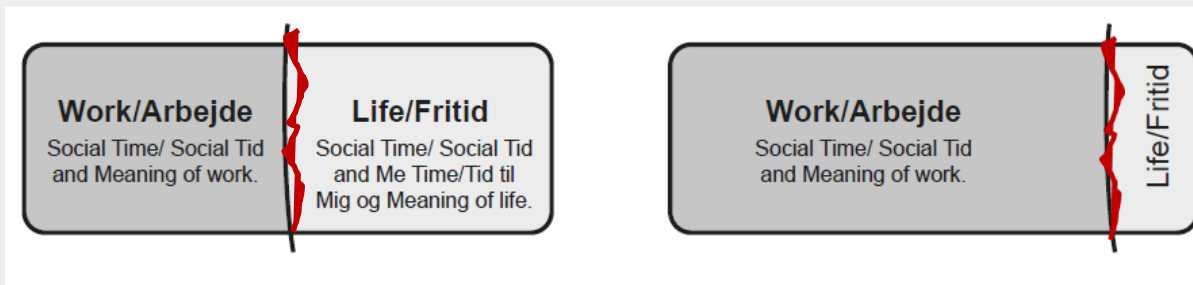 Work/Arbejde
Social Time/ Social Tid
and Meaning of work.
Life/Fritid
Social Time/ Social Tid
and Me Time/Tid til
Mig og Meaning of life.
Work/Arbejde
Social Time/ Social Tid
and Meaning of work.
Life/Fritid